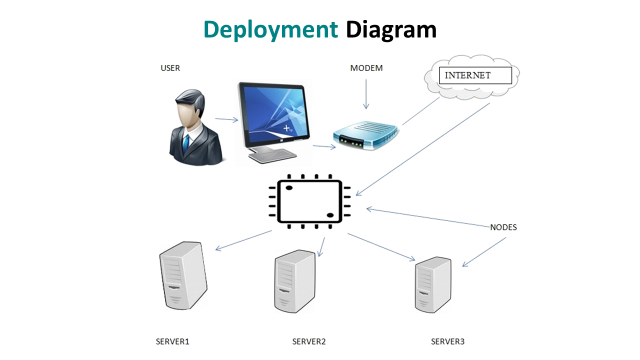 Deployment Diagram
USER
MODEM
INTERNET
NODES
SERVER1
SERVER2
SERVER3